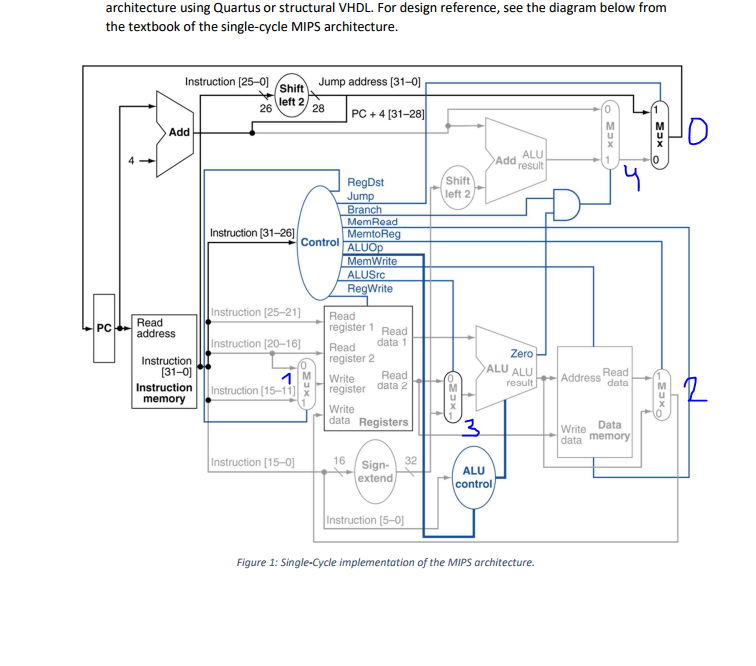 architecture using Quartus or structural VHDL. For design reference, see the diagram below from
the textbook of the single-cycle MIPS architecture.
Instruction [25–0]
Shift
left 2
Jump address [31–0]
26
28
PC + 4 [31–28]
Add
4
0
M
u
x
1
1
M
u
x
0
0
4
Add
ALU
result
Shift
left 2
RegDst
Jump
Branch
MemRead
MemtoReg
ALUOp
MemWrite
ALUSrc
RegWrite
Instruction [31–26]
Control
PC
Read
address
Instruction
[31–0]
Instruction
memory
Instruction [25–21]
Instruction [20–16]
Instruction [15–11]
0
M
u
x
1
1
Read
register 1
Read
data 1
Read
register 2
Write
register
Read
data 2
Write
data
Registers
0
M
u
x
1
3
Zero
ALU
ALU
result
Address
Read
data
Write
data
Data
memory
1
M
u
x
0
2
Instruction [15–0]
16
Sign-
extend
32
ALU
control
Instruction [5–0]
Figure 1: Single-Cycle implementation of the MIPS architecture.